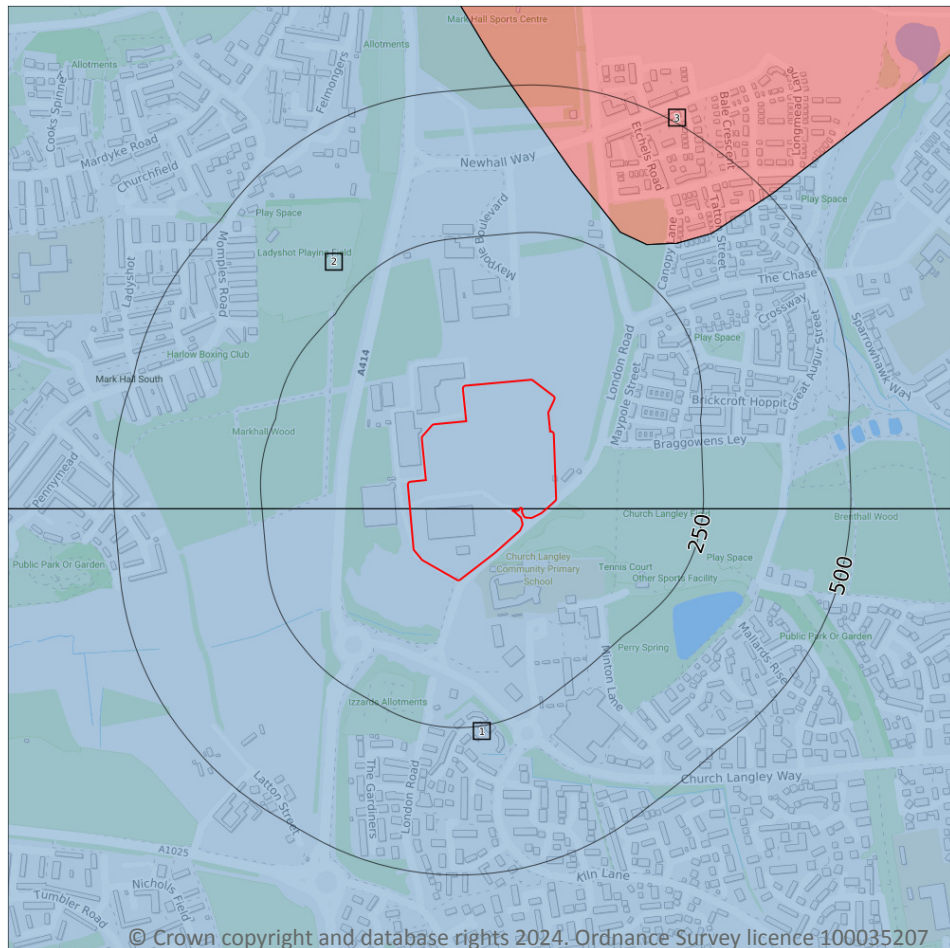 Mark Hall Sports Centre
Allotments
Allotments
Felmongers
Cooks Spinne
Mardyke Road
Churchfield
Newhall Way
Etchels Road
Bale Crescent
Longmead Lane
3
Play Space
Play Space
Maypole Boulevard
Tatton Street
Canopy Lane
Ladyshot Playing Field
2
Momples Road
Ladyshot
The Chase
Crossway
Sparrowhawk Way
Great Augur Street
Play Space
London Road
Maypole Street
A414
Harlow Boxing Club
Mark Hall South
Brickcroft Hoppit
Braggowens Ley
Markhall Wood
Pennymead
Church Langley Field
Brenthall Wood
250
500
Public Park Or Garden
Church Langley
Community Primary
School
Tennis Court
Other Sports Facility
Play Space
Mallards Rise
Public Park Or Garden
Perry Spring
Minton Lane
Izzards Allotments
1
Church Langley Way
The Gardiners
London Road
Latton Street
A1025
Kiln Lane
Nicholls Field
Tumbler Road
© Crown copyright and database rights 2024. Ordnance Survey licence 100035207